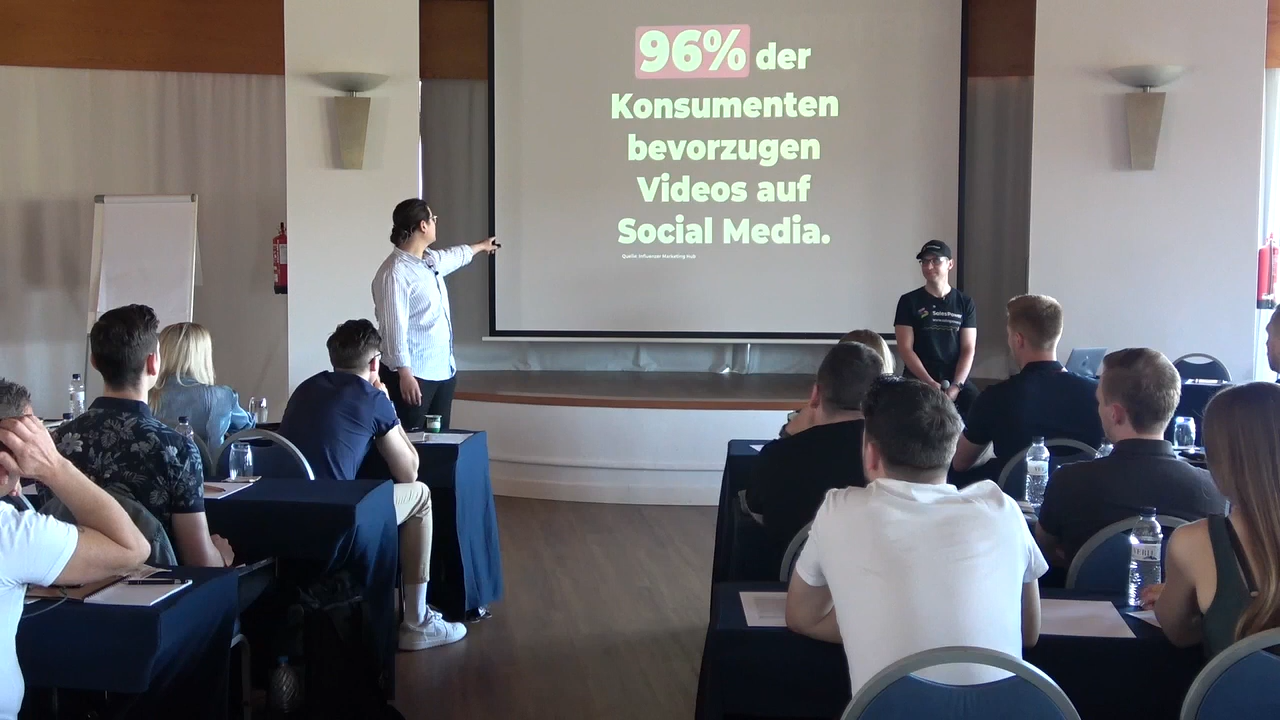 96% der
Konsumenten
bevorzugen
Videos auf
Social Media.
Quelle: Influencer Marketing Hub
SalesPower